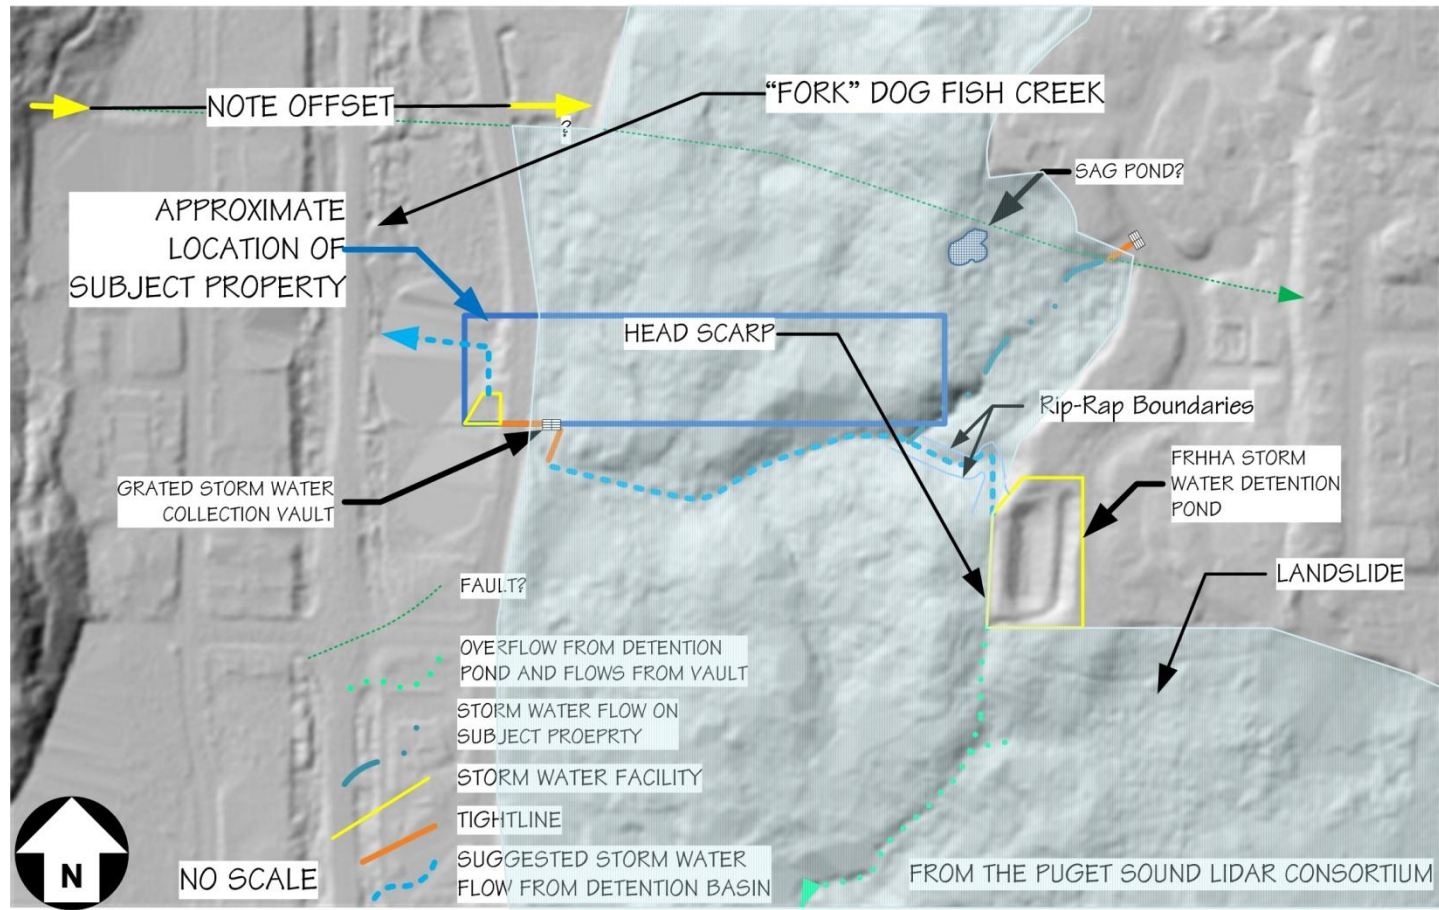 "FORK" DOG FISH CREEK
NOTE OFFSET
?
SAG POND?
APPROXIMATE
LOCATION OF
SUBJECT PROPERTY
HEAD SCARP
Rip-Rap Boundaries
FRHHA STORM
WATER DETENTION
POND
GRATED STORM WATER
COLLECTION VAULT
LANDSLIDE
FAULT?
OVERFLOW FROM DETENTION
POND AND FLOWS FROM VAULT
STORM WATER FLOW ON
SUBJECT PROEPRTY
STORM WATER FACILITY
TIGHTLINE
SUGGESTED STORM WATER
FLOW FROM DETENTION BASIN
N
NO SCALE
FROM THE PUGET SOUND LIDAR CONSORTIUM